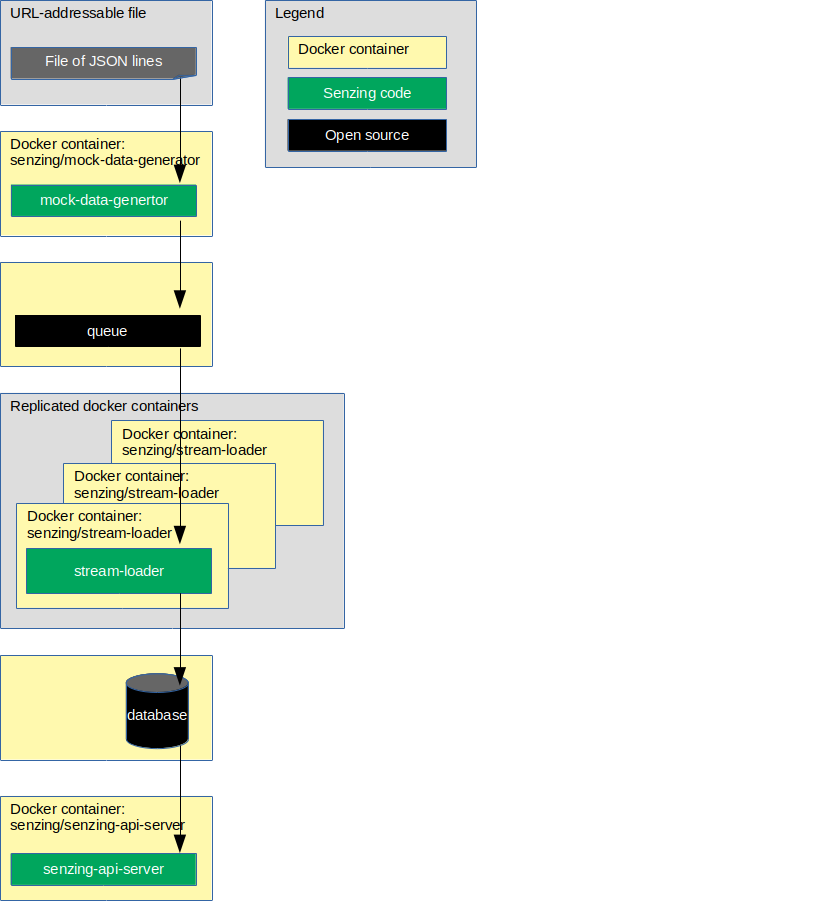 URL-addressable file
File of JSON lines
Legend
Docker container
Senzing code
Open source
Docker container:
senzing/mock-data-generator
mock-data-genertor
queue
Replicated docker containers
Docker container:
senzing/stream-loader
Docker container:
senzing/stream-loader
Docker container:
senzing/stream-loader
stream-loader
database
Docker container:
senzing/senzing-api-server
senzing-api-server